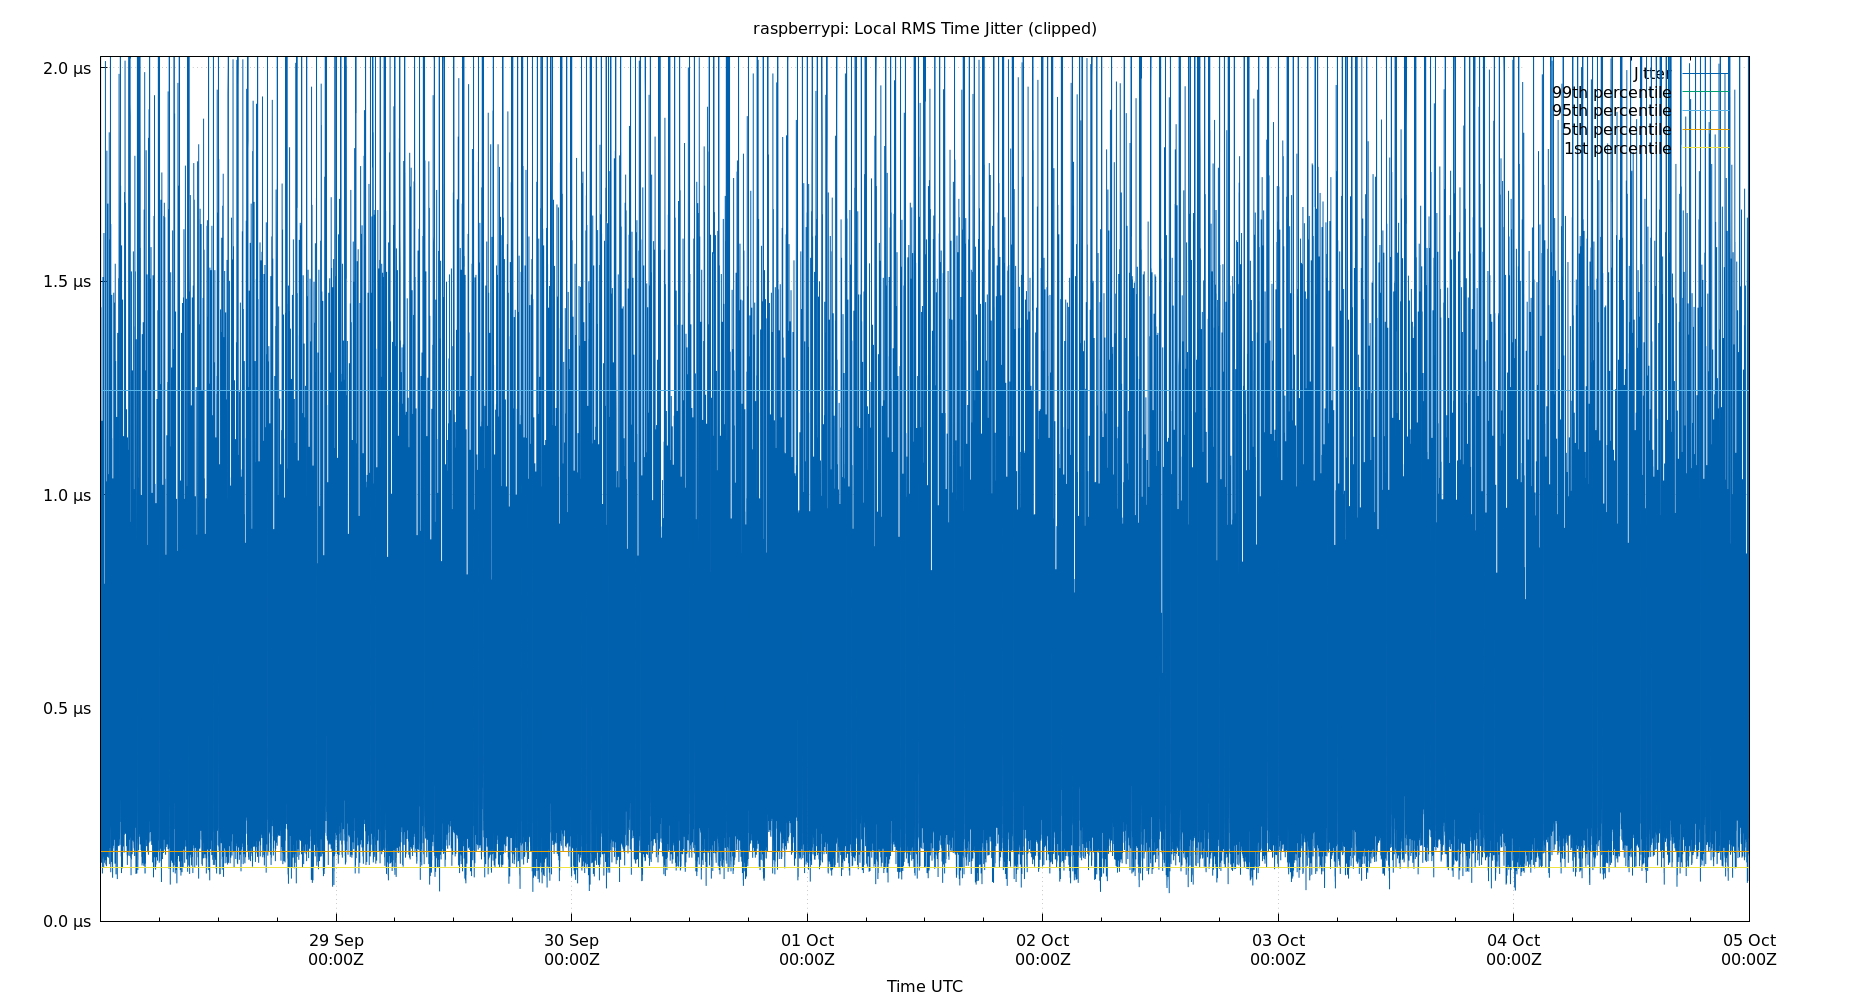 raspberrypi: Local RMS Time Jitter (clipped)
2.0 µs
1.5 µs
1.0 µs
0.5 µs
0.0 µs
Jitter
99th percentile
95th percentile
5th percentile
1st percentile
29 Sep
00:00Z
30 Sep
00:00Z
01 Oct
00:00Z
02 Oct
00:00Z
03 Oct
00:00Z
04 Oct
00:00Z
05 Oct
00:00Z
Time UTC